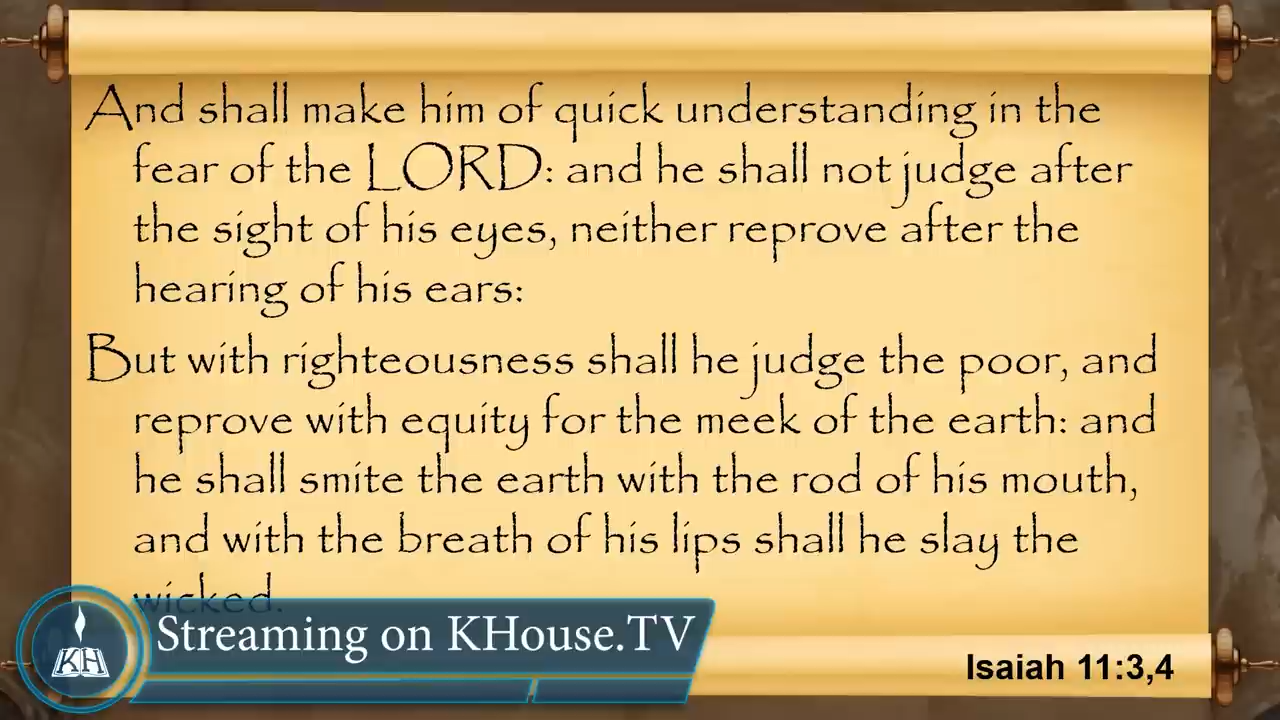 And shall make him of quick understanding in the
fear of the LORD: and he shall not judge after
the sight of his eyes, neither reprove after the
hearing of his ears:
But with righteousness shall he judge the poor, and
reprove with equity for the meek of the earth: and
he shall smite the earth with the rod of his mouth,
and with the breath of his lips shall he slay the
wicked.
KH
Streaming on KHouse.TV
Isaiah 11:3,4